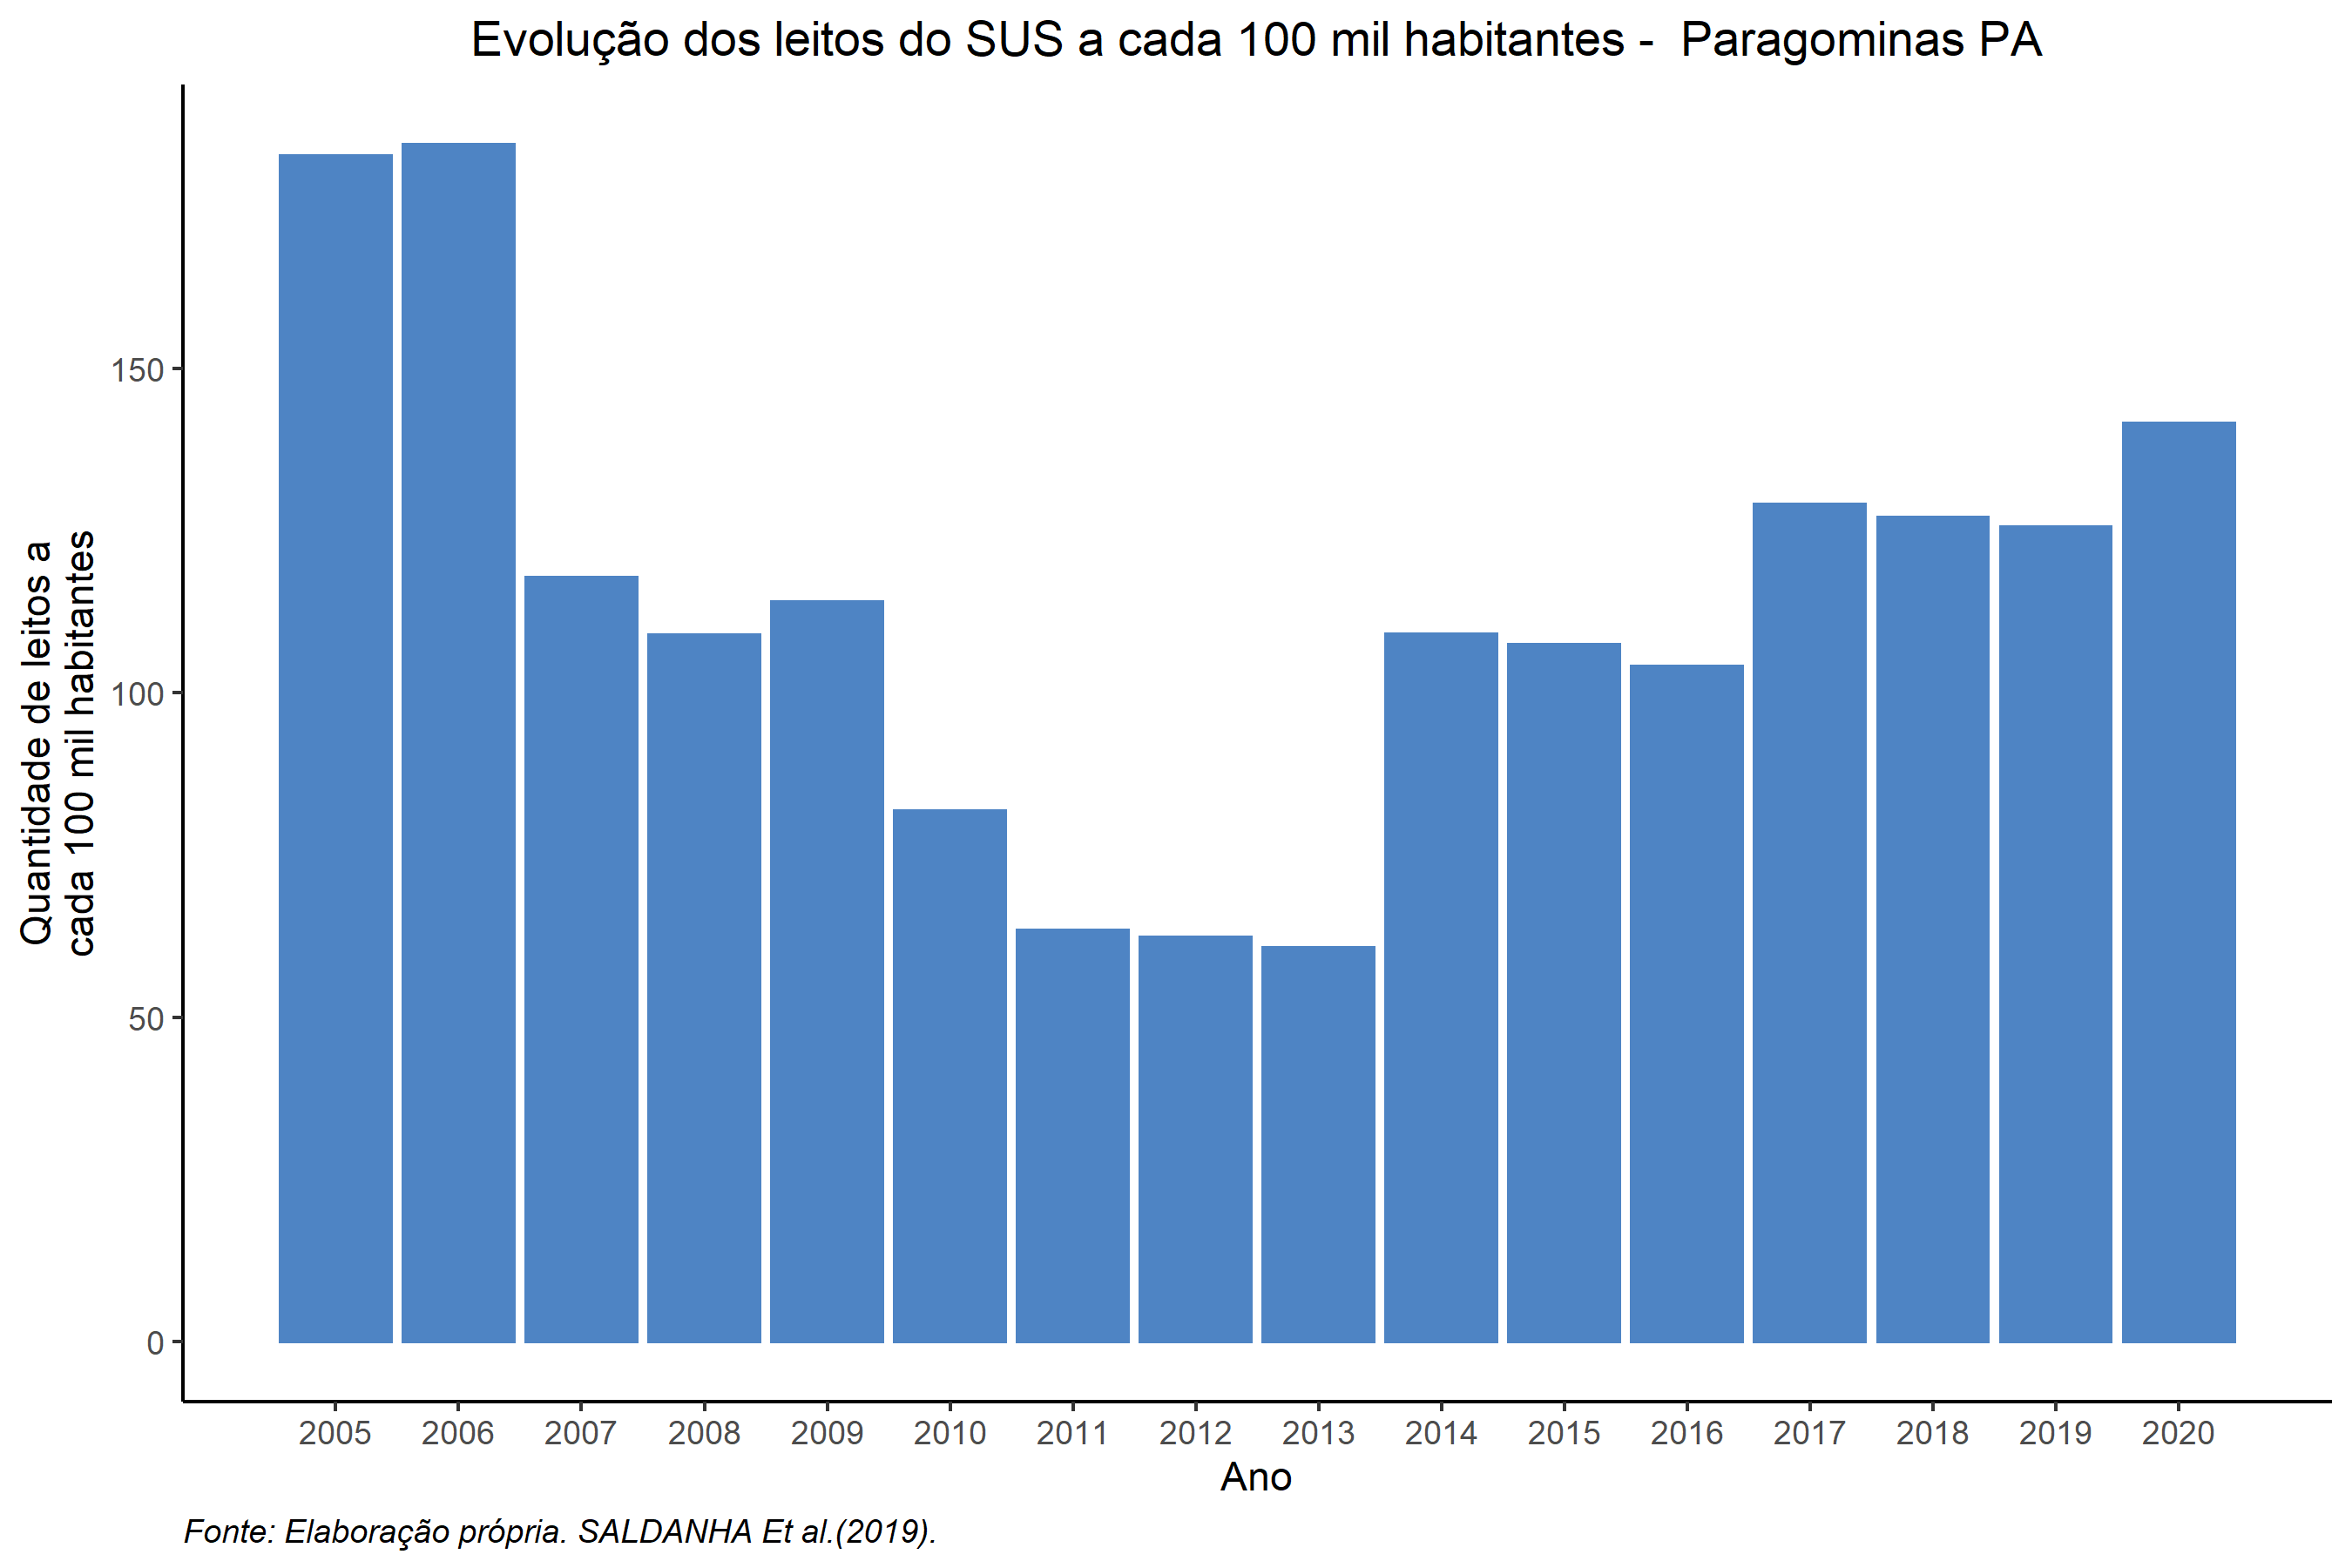 Evolução dos leitos do SUS a cada 100 mil habitantes -  Paragominas PA
Quantidade de leitos a
cada 100 mil habitantes
150
100
50
0
2005 2006 2007 2008 2009 2010 2011 2012 2013 2014 2015 2016 2017 2018 2019 2020
Ano
Fonte: Elaboração própria. SALDANHA Et al.(2019).